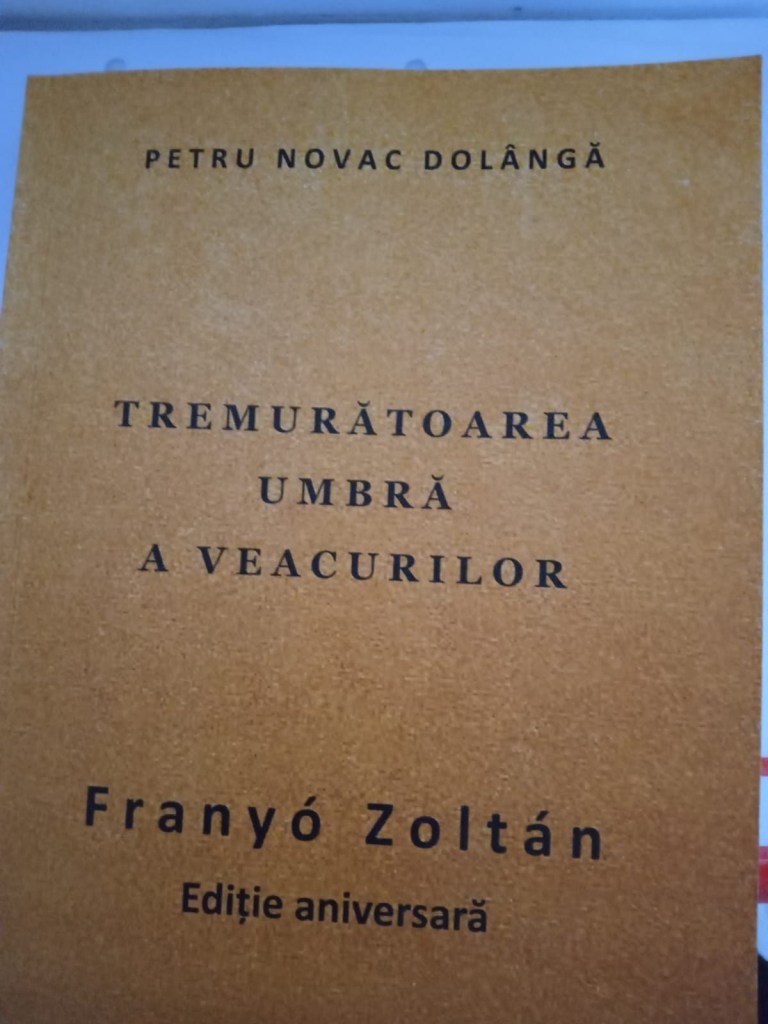 PETRU NOVAC DOLÂNGĂ
TREMURĂTOAREA
UMBRĂ
A VEACURILOR
Franyó Zoltán
Ediție aniversară